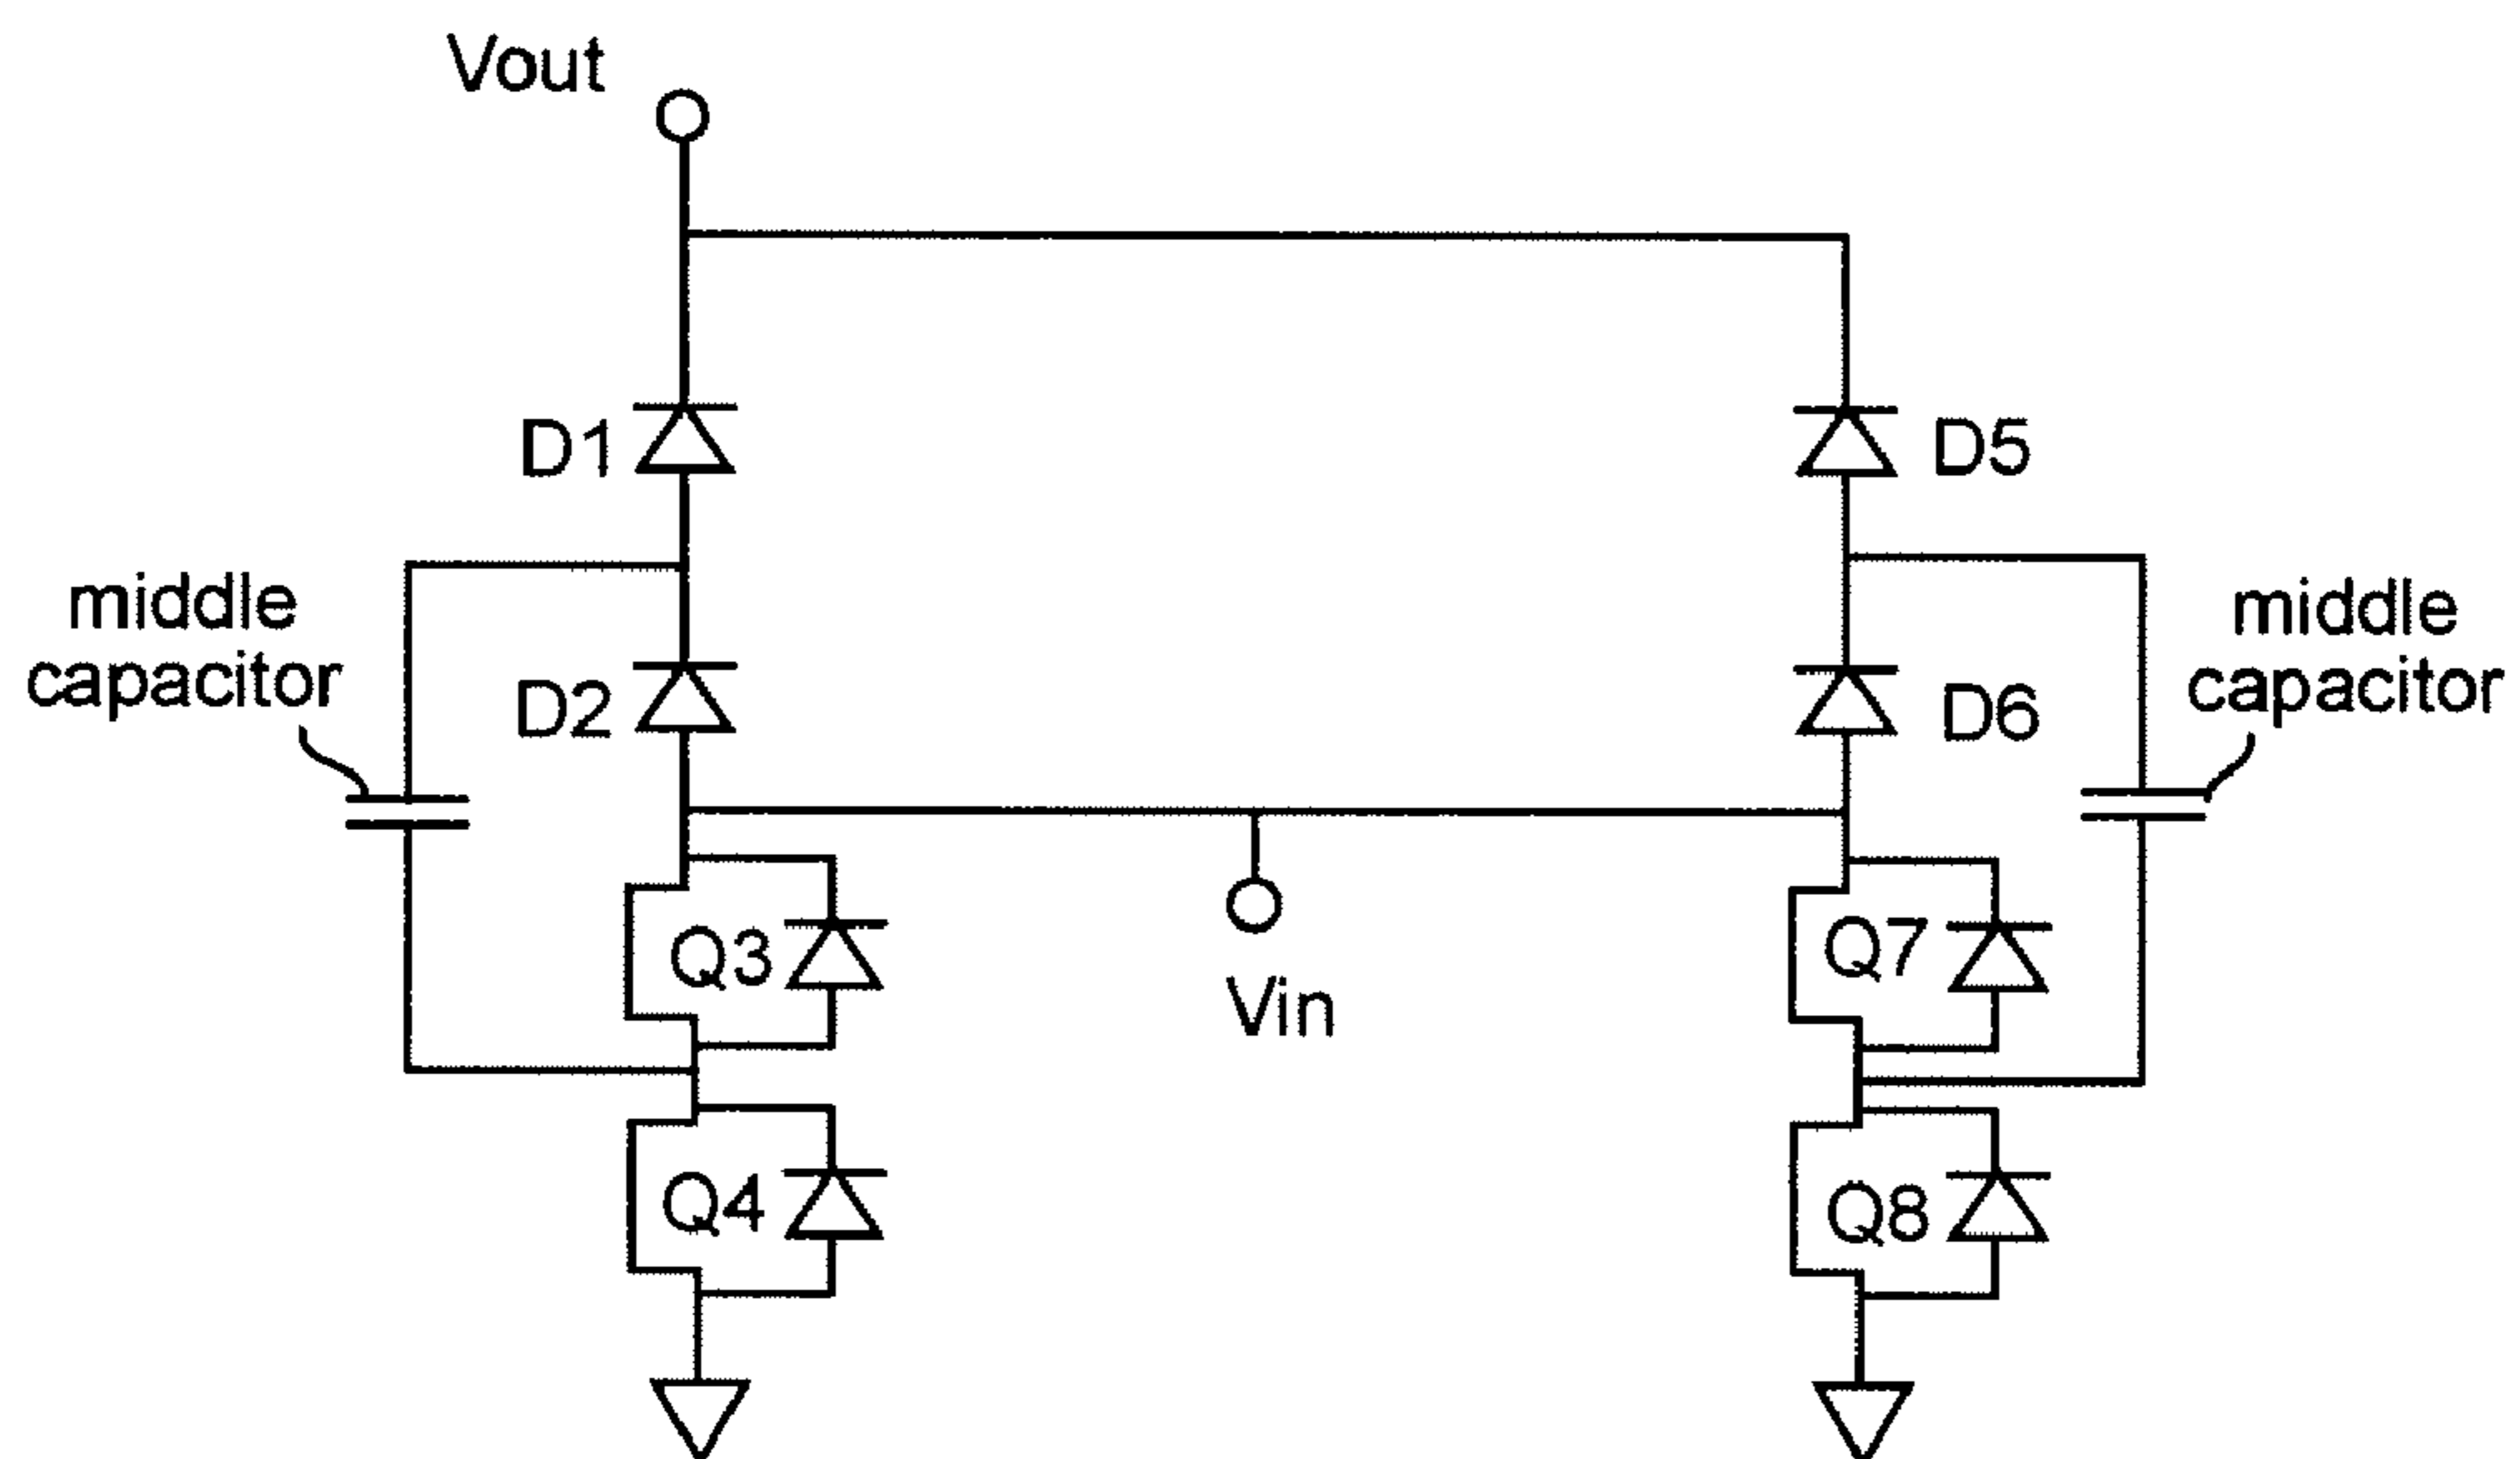 Vout
D1
D5
middle
capacitor
middle
capacitor
D2
D6
Q3
Q7
Vin
Q4
Q8